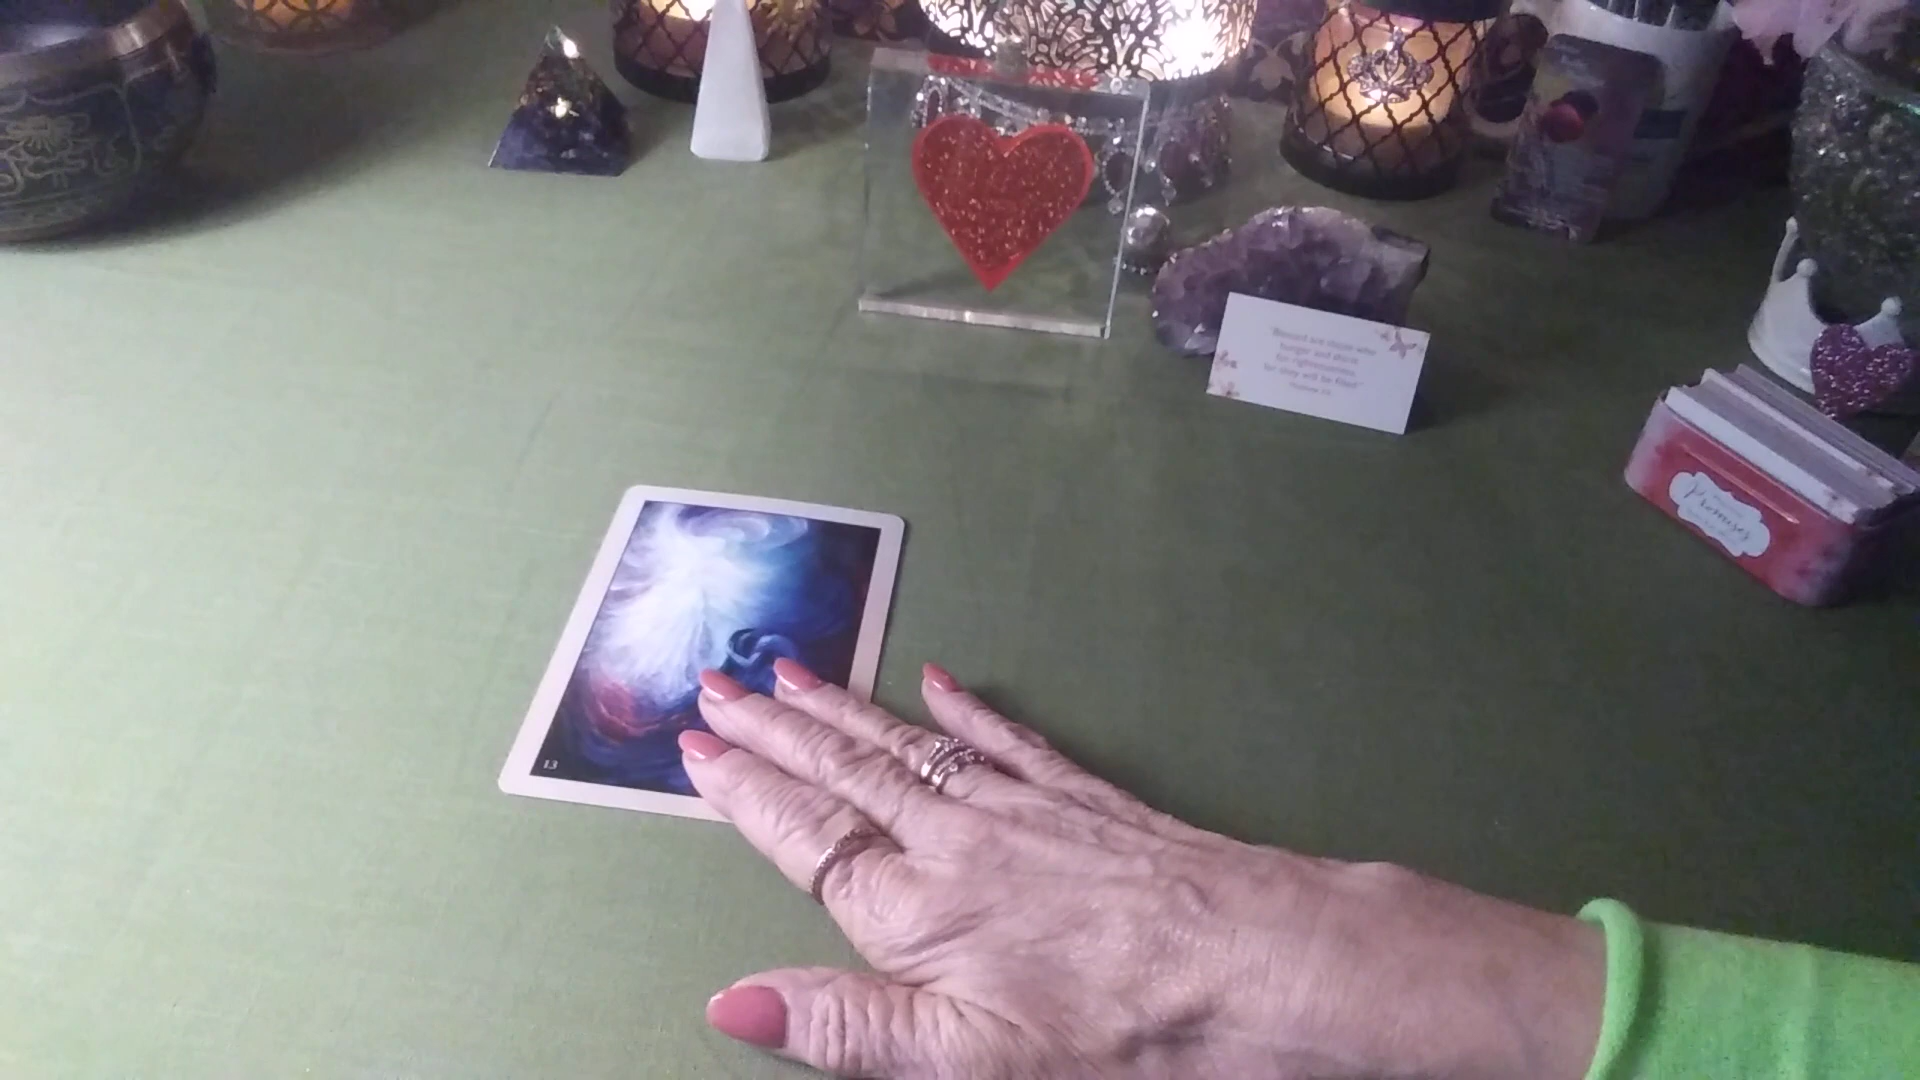 "Blessed are those who
hunger and thirst
for righteousness,
for they will be filled"
Promises
13